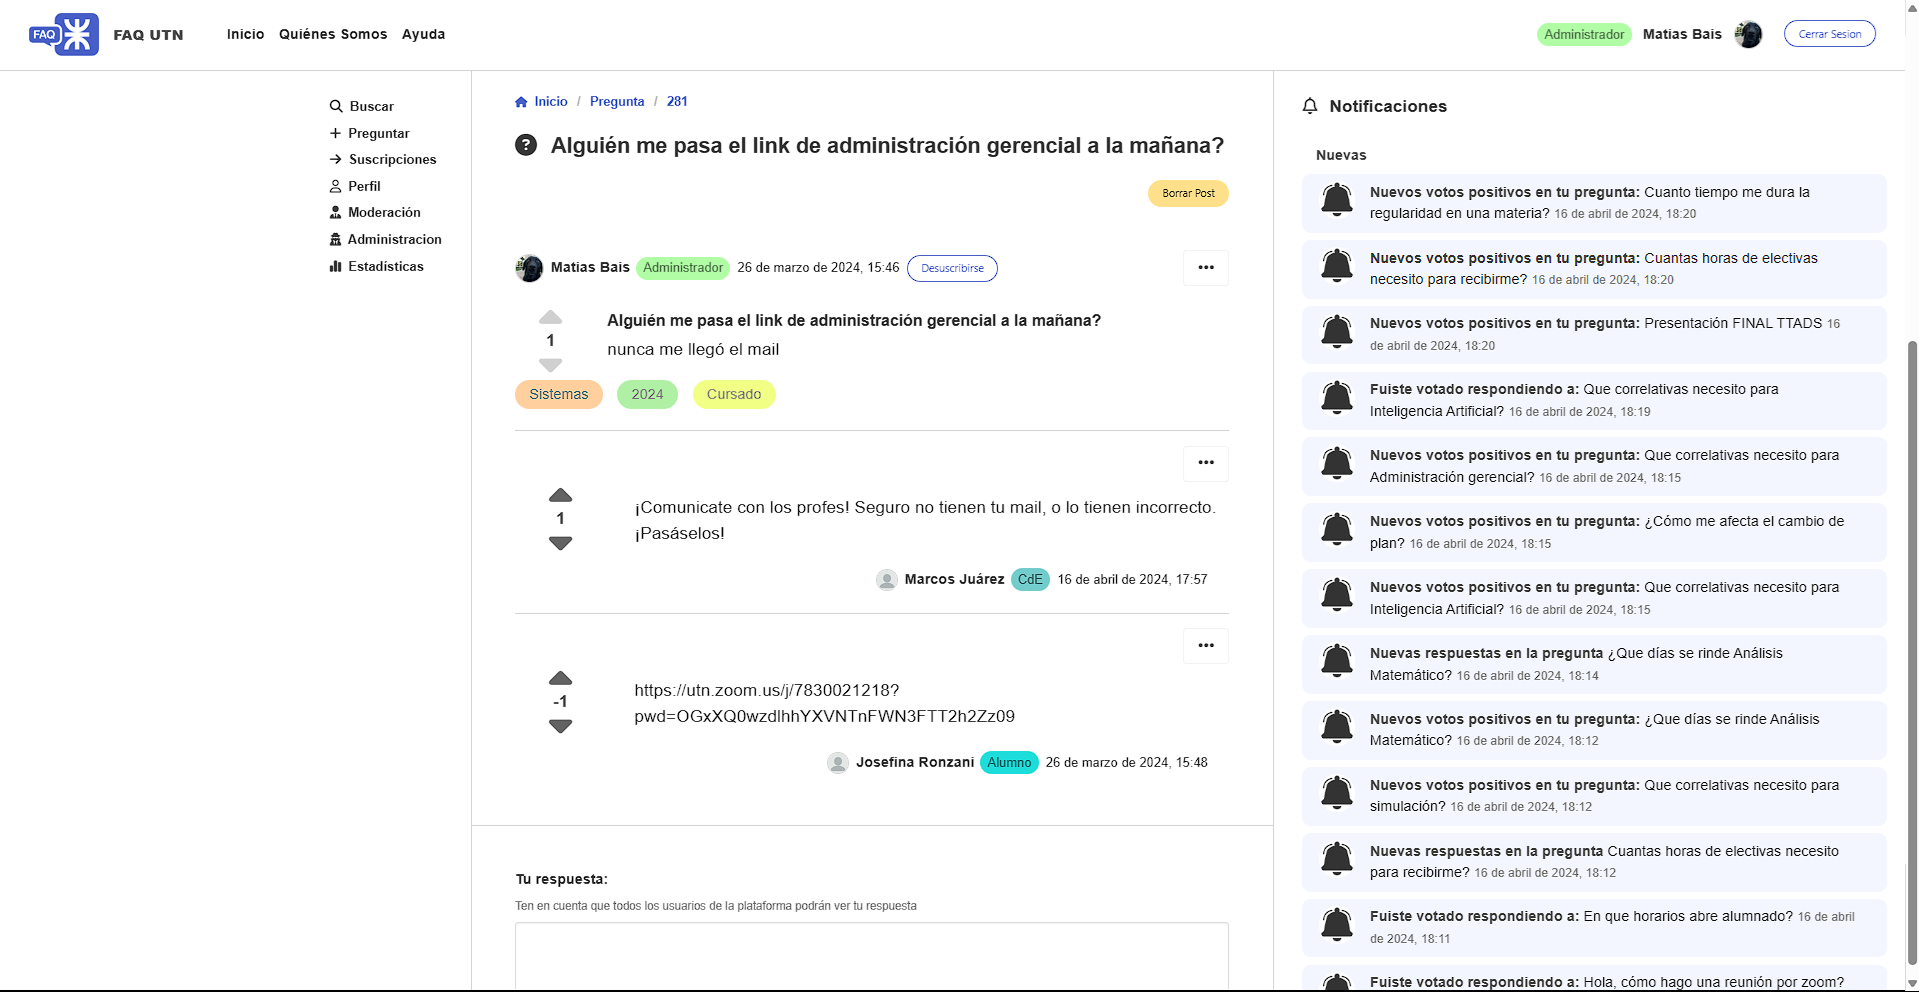 FAQ
FAQ UTN
Inicio
Quiénes Somos
Ayuda
Administrador
Matias Bais
Cerrar Sesion
Buscar
Preguntar
Suscripciones
Perfil
Moderación
Administracion
Estadísticas
Inicio / Pregunta / 281
Alguién me pasa el link de administración gerencial a la mañana?
Borrar Post
Matias Bais Administrador 26 de marzo de 2024, 15:46 Desuscribirse
1
Alguién me pasa el link de administración gerencial a la mañana?
nunca me llegó el mail
Sistemas 2024 Cursado
1
¡Comunicate con los profes! Seguro no tienen tu mail, o lo tienen incorrecto.
¡Pasáselos!
Marcos Juárez CdE 16 de abril de 2024, 17:57
-1
https://utn.zoom.us/j/7830021218?
pwd=OGxXQ0wzdlhhYXVNTnFWN3FTT2h2Zz09
Josefina Ronzani Alumno 26 de marzo de 2024, 15:48
Tu respuesta:
Ten en cuenta que todos los usuarios de la plataforma podrán ver tu respuesta
Notificaciones
Nuevas
Nuevos votos positivos en tu pregunta: Cuanto tiempo me dura la
regularidad en una materia? 16 de abril de 2024, 18:20
Nuevos votos positivos en tu pregunta: Cuantas horas de electivas
necesito para recibirme? 16 de abril de 2024, 18:20
Nuevos votos positivos en tu pregunta: Presentación FINAL TTADS 16
de abril de 2024, 18:20
Fuiste votado respondiendo a: Que correlativas necesito para
Inteligencia Artificial? 16 de abril de 2024, 18:19
Nuevos votos positivos en tu pregunta: Que correlativas necesito para
Administración gerencial? 16 de abril de 2024, 18:15
Nuevos votos positivos en tu pregunta: ¿Cómo me afecta el cambio de
plan? 16 de abril de 2024, 18:15
Nuevos votos positivos en tu pregunta: Que correlativas necesito para
Inteligencia Artificial? 16 de abril de 2024, 18:15
Nuevas respuestas en la pregunta ¿Que días se rinde Análisis
Matemático? 16 de abril de 2024, 18:14
Nuevos votos positivos en tu pregunta: ¿Que días se rinde Análisis
Matemático? 16 de abril de 2024, 18:12
Nuevos votos positivos en tu pregunta: Que correlativas necesito para
simulación? 16 de abril de 2024, 18:12
Nuevas respuestas en la pregunta Cuantas horas de electivas necesito
para recibirme? 16 de abril de 2024, 18:12
Fuiste votado respondiendo a: En que horarios abre alumnado? 16 de abril
de 2024, 18:11
Fuiste votado respondiendo a: Hola, cómo hago una reunión por zoom?